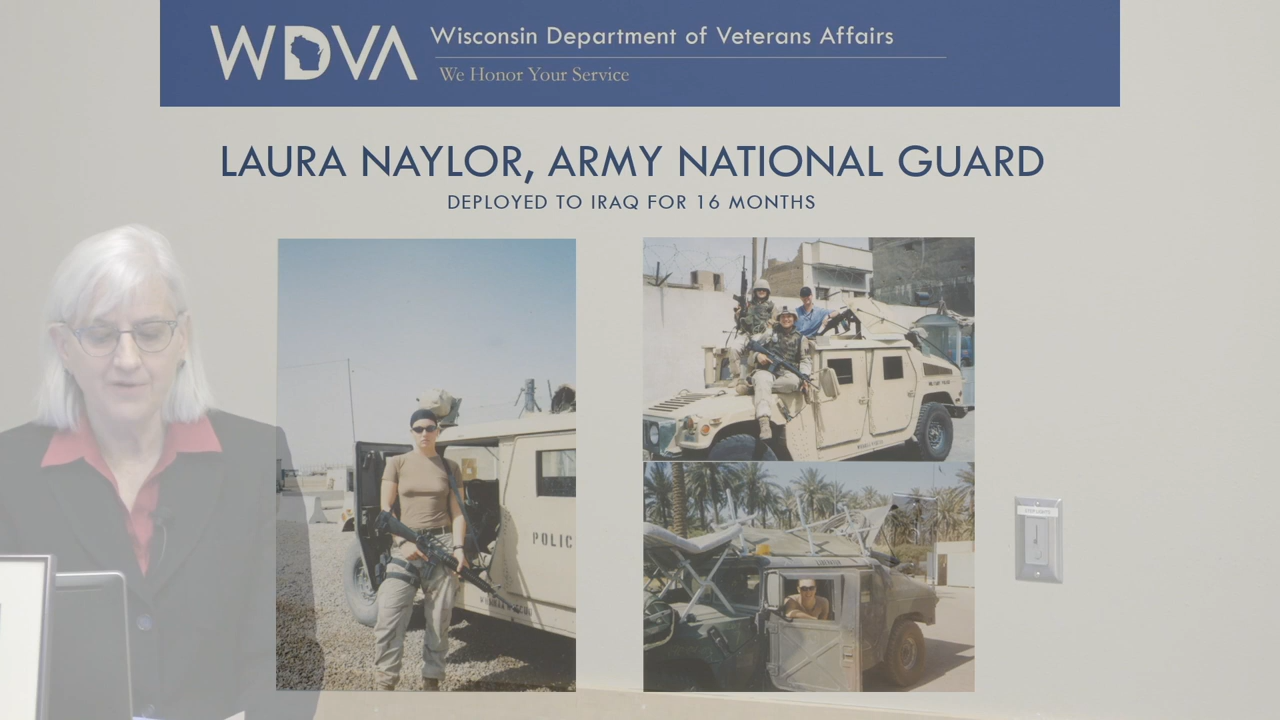 WDVA
Wisconsin Department of Veterans Affairs
We Honor Your Service
LAURA NAYLOR, ARMY NATIONAL GUARD
DEPLOYED TO IRAQ FOR 16 MONTHS
POLIC